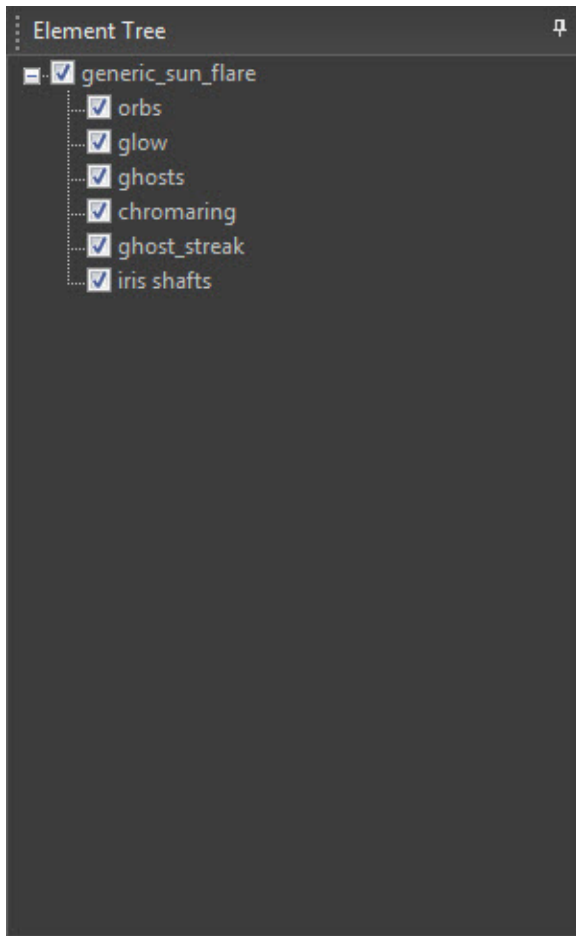 Element Tree
generic_sun_flare
orbs
glow
ghosts
chromaring
ghost_streak
iris shafts